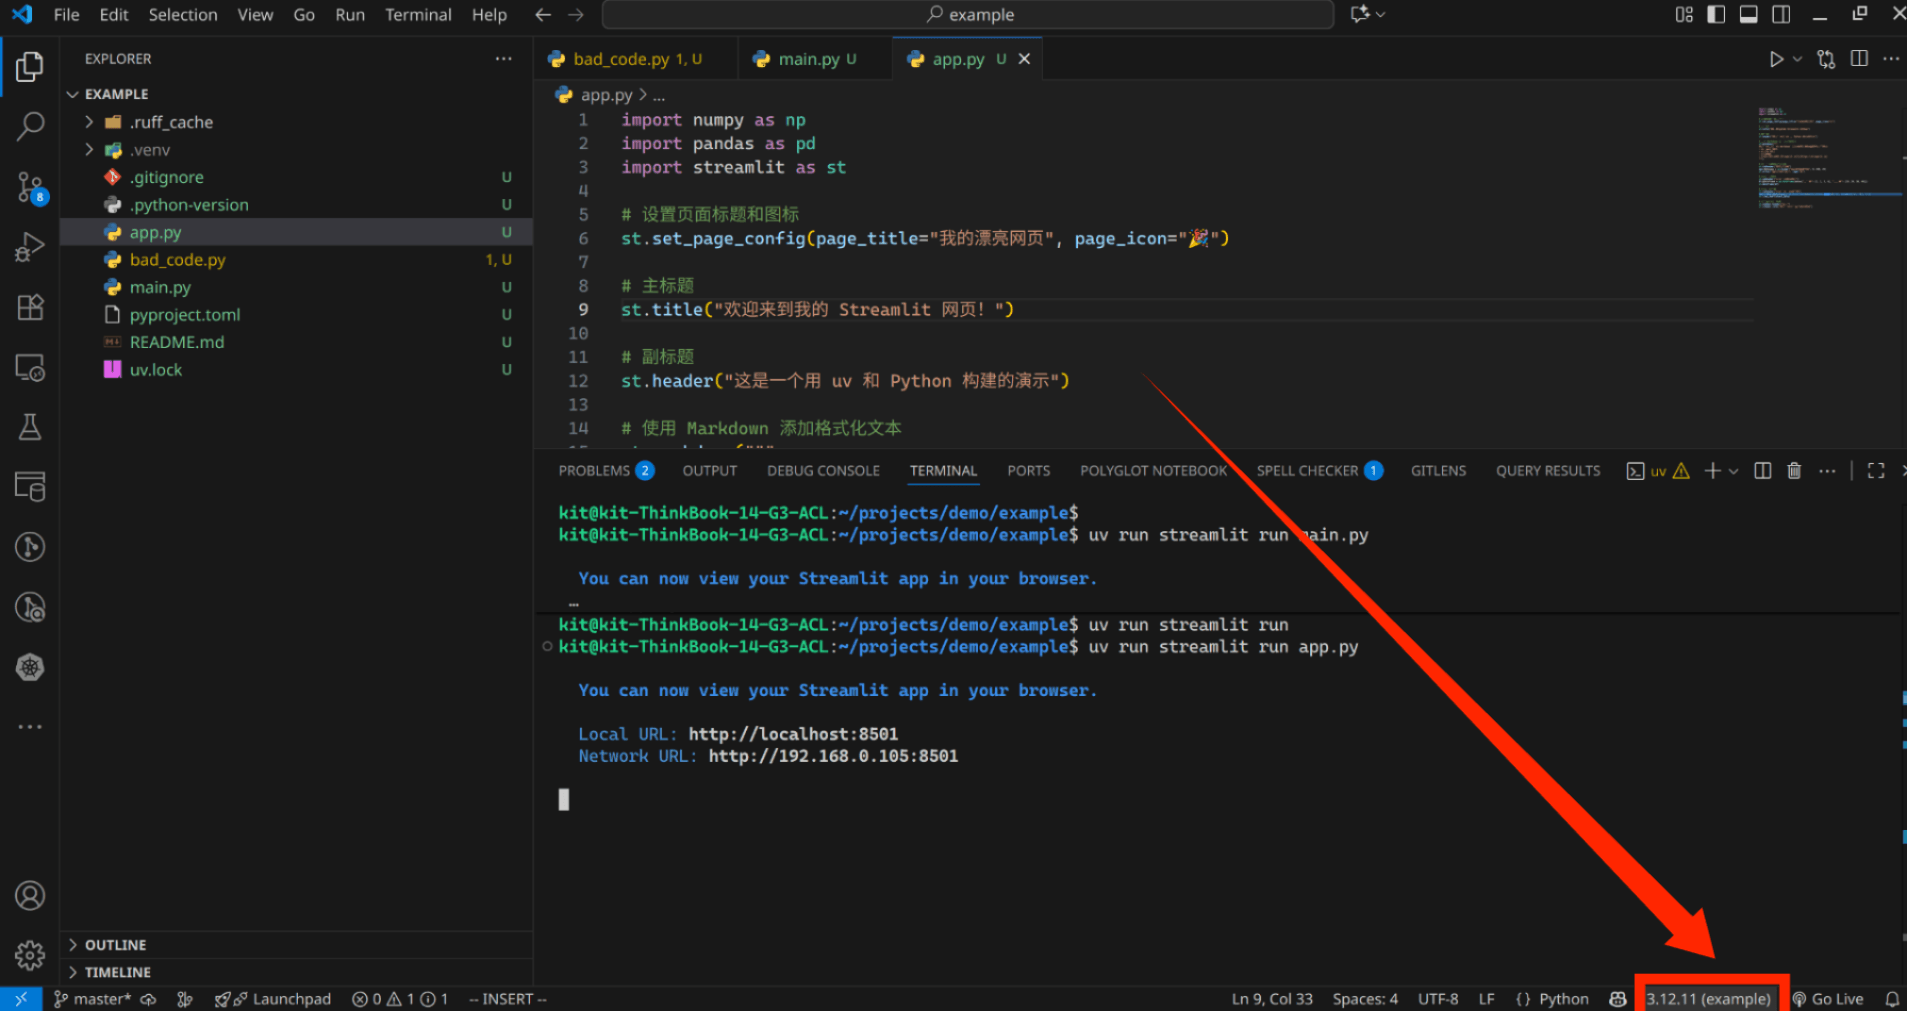 File Edit Selection View Go Run Terminal Help
example
EXPLORER
EXAMPLE
.ruff_cache
.venv
.gitignore U
.python-version U
app.py U
bad_code.py 1, U
main.py U
pyproject.toml U
README.md U
uv.lock U
8
OUTLINE
TIMELINE
bad_code.py 1, U
main.py U
app.py U
app.py > ...
1 import numpy as np
2 import pandas as pd
3 import streamlit as st
4
5 # 设置页面标题和图标
6 st.set_page_config(page_title="我的漂亮网页", page_icon="🎉")
7
8 # 主标题
9 st.title("欢迎来到我的 Streamlit 网页！")
10
11 # 副标题
12 st.header("这是一个用 uv 和 Python 构建的演示")
13
14 # 使用 Markdown 添加格式化文本
PROBLEMS 2 OUTPUT DEBUG CONSOLE TERMINAL PORTS POLYGLOT NOTEBOOK SPELL CHECKER 1 GITLENS QUERY RESULTS uv
kit@kit-ThinkBook-14-G3-ACL:~/projects/demo/example$
kit@kit-ThinkBook-14-G3-ACL:~/projects/demo/example$ uv run streamlit run main.py
You can now view your Streamlit app in your browser.
…
kit@kit-ThinkBook-14-G3-ACL:~/projects/demo/example$ uv run streamlit run
kit@kit-ThinkBook-14-G3-ACL:~/projects/demo/example$ uv run streamlit run app.py
You can now view your Streamlit app in your browser.
Local URL: http://localhost:8501
Network URL: http://192.168.0.105:8501
master* Launchpad 0 1 1 -- INSERT -- Ln 9, Col 33 Spaces: 4 UTF-8 LF {} Python 3.12.11 (example) Go Live